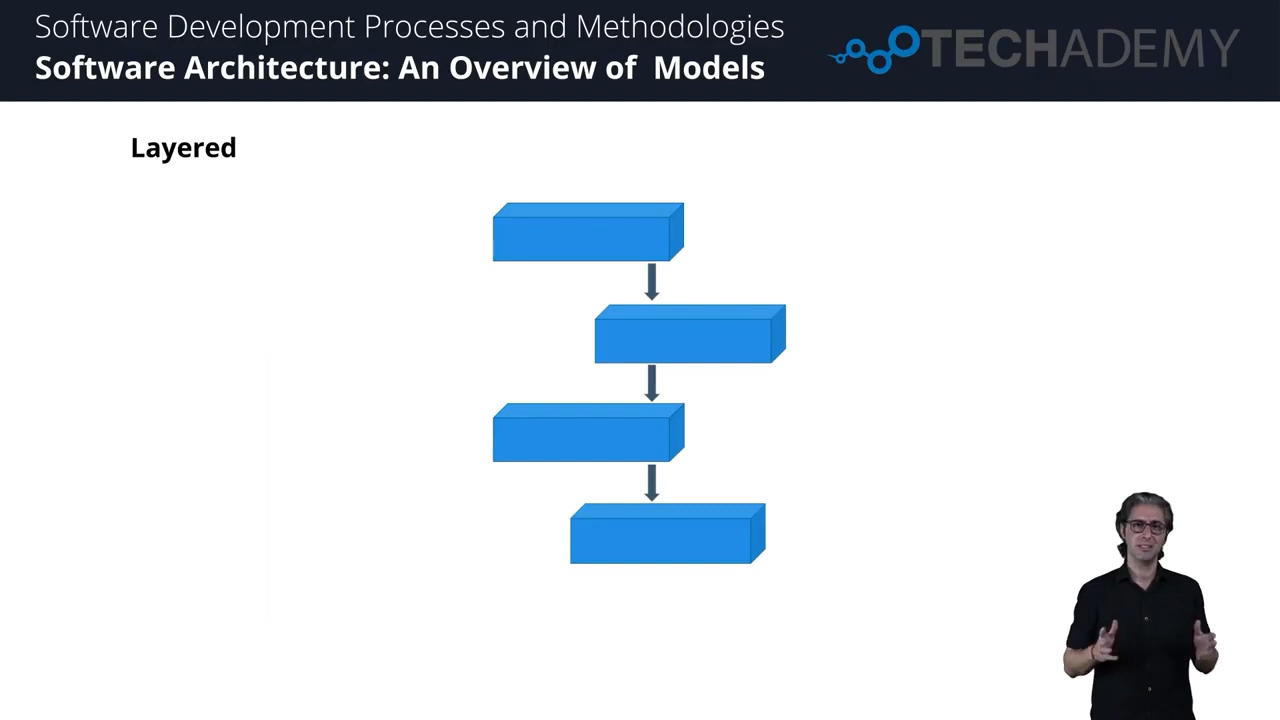 Software Development Processes and Methodologies
Software Architecture: An Overview of Models
TECHADEMY
Layered